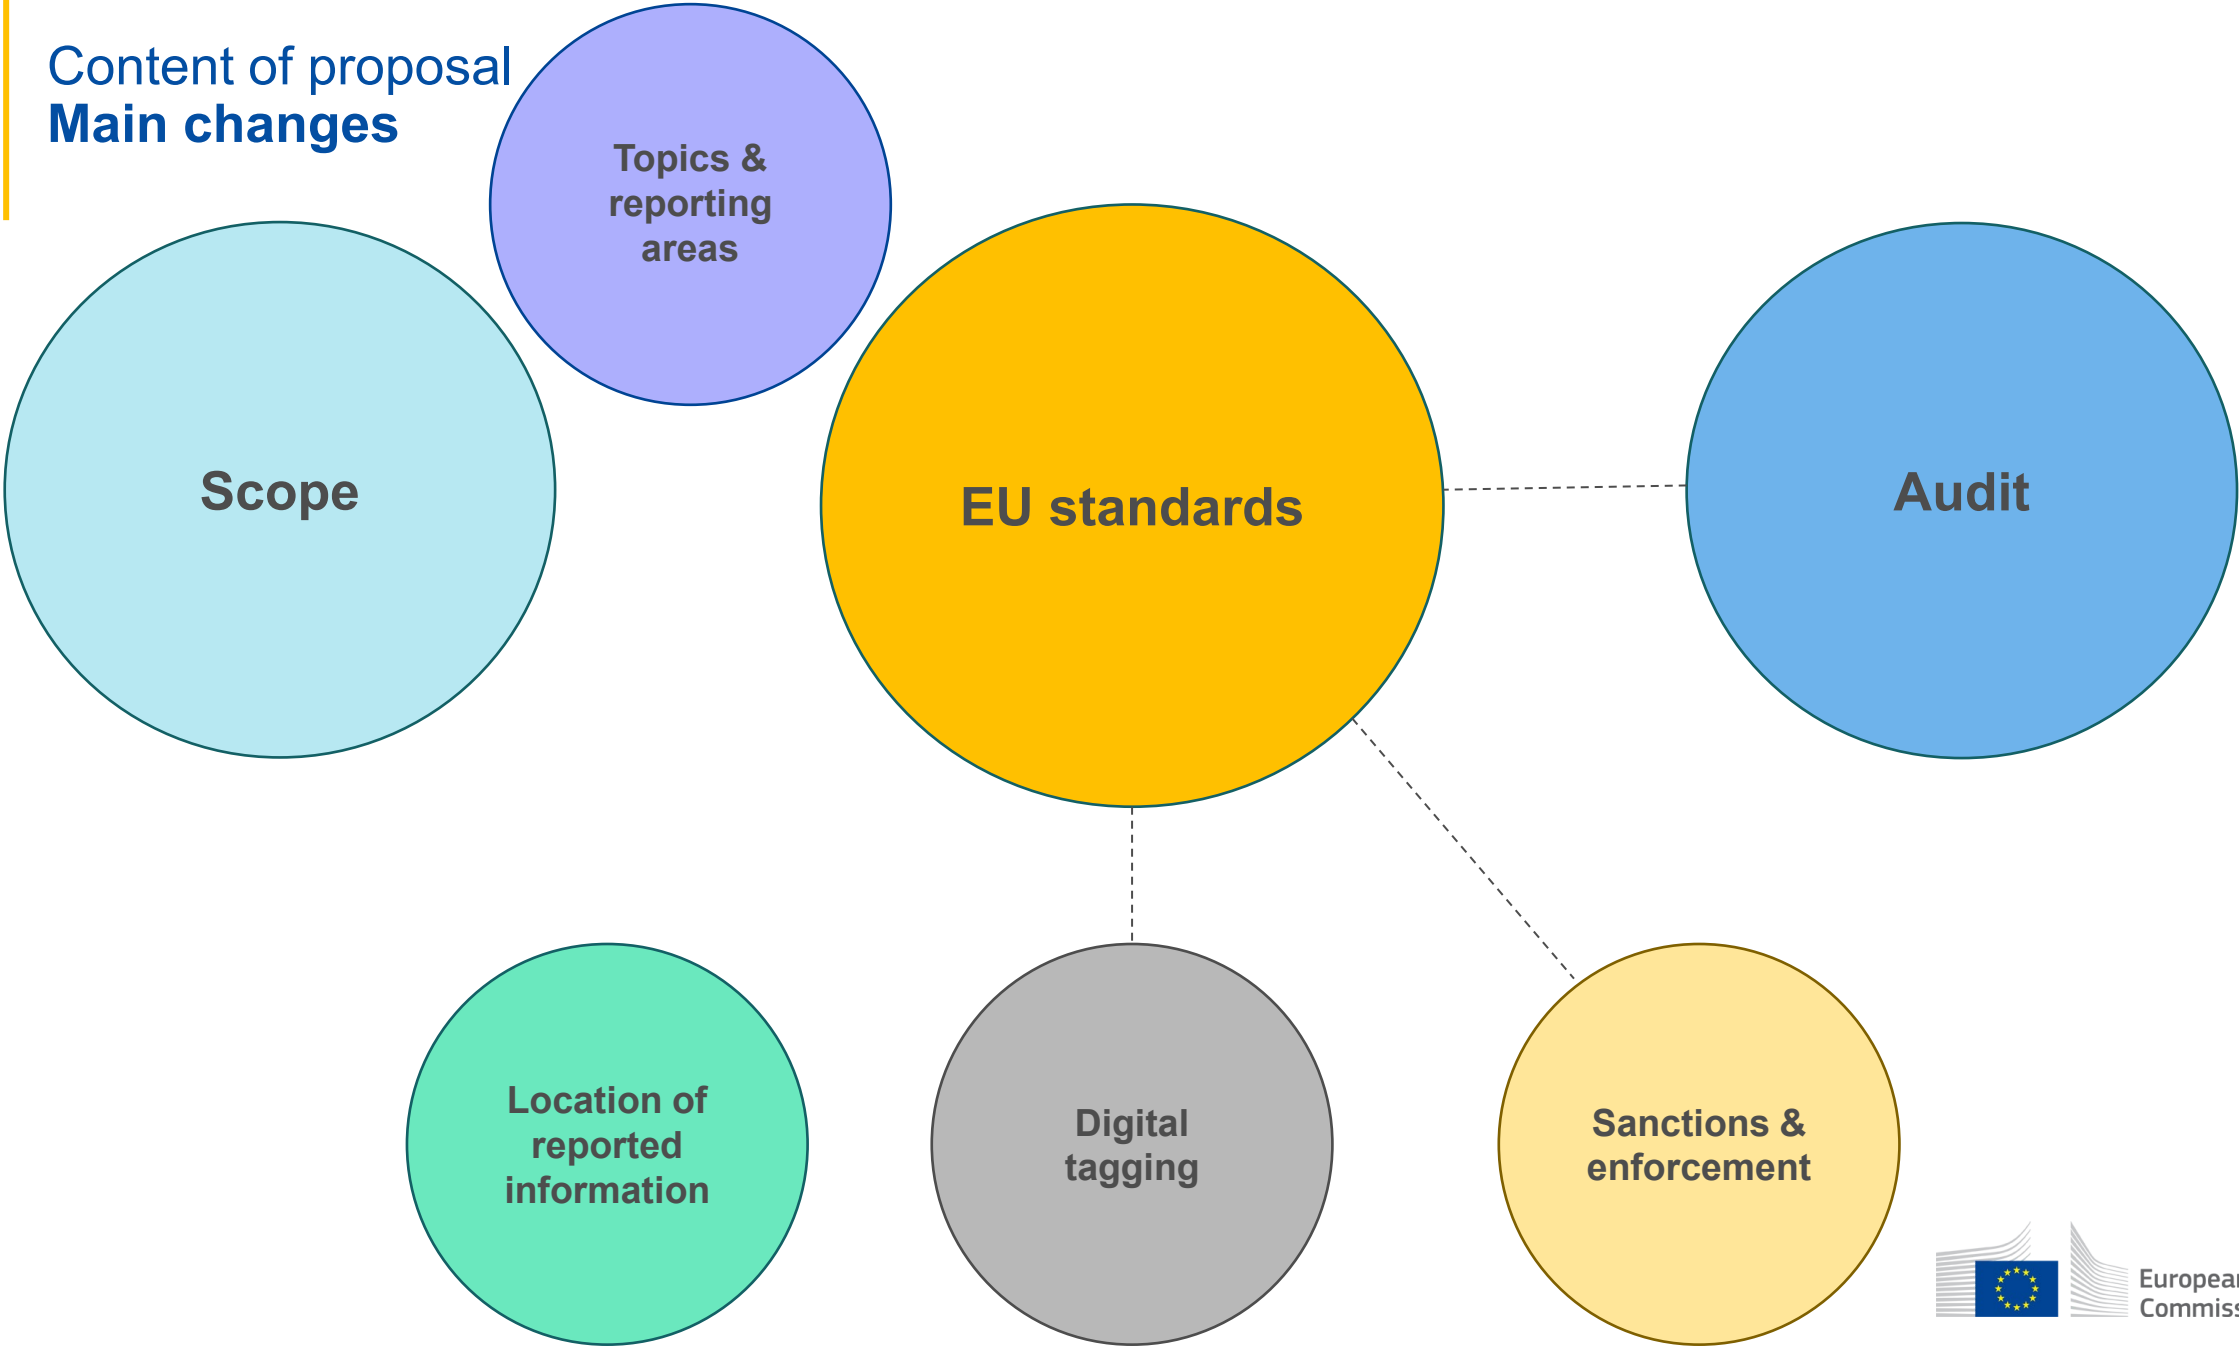 Content of proposal
Main changes
Topics &
reporting
areas
Scope
EU standards
Audit
Location of
reported
information
Digital
tagging
Sanctions &
enforcement